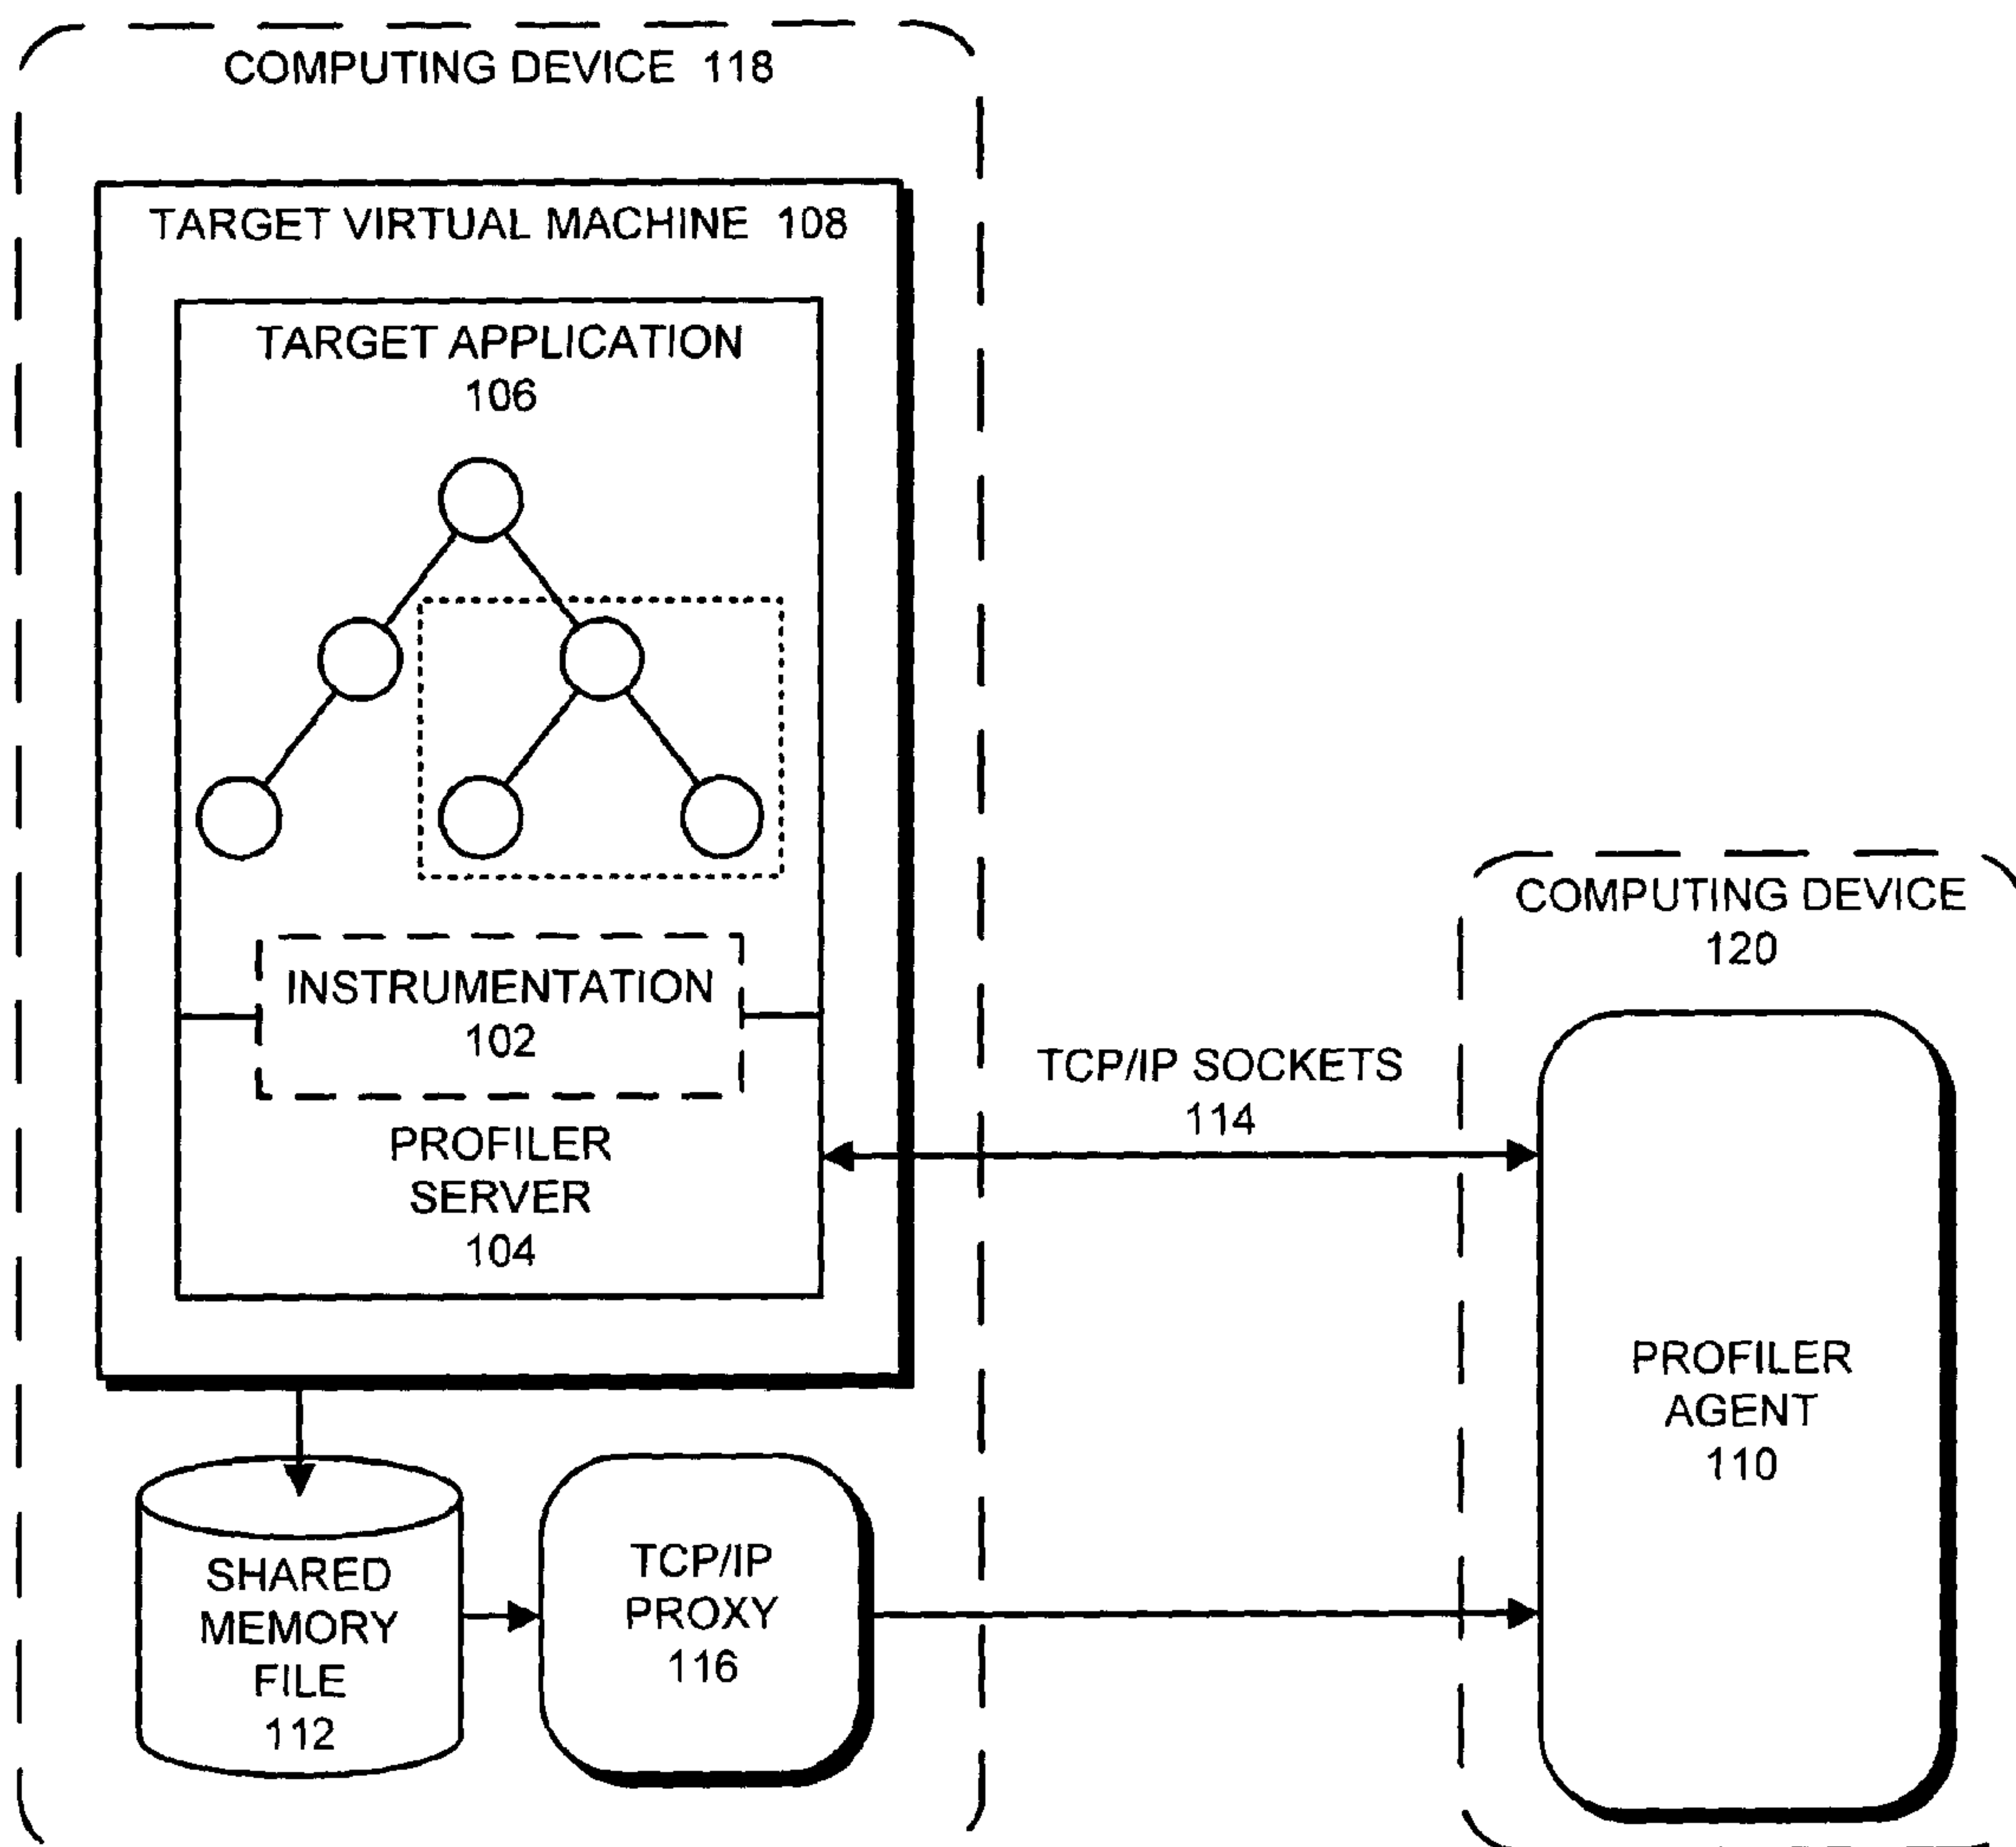 COMPUTING DEVICE 118
TARGET VIRTUAL MACHINE 108
TARGET APPLICATION
106
INSTRUMENTATION
102
PROFILER
SERVER
104
TCP/IP SOCKETS
114
COMPUTING DEVICE
120
PROFILER
AGENT
110
SHARED
MEMORY
FILE
112
TCP/IP
PROXY
116